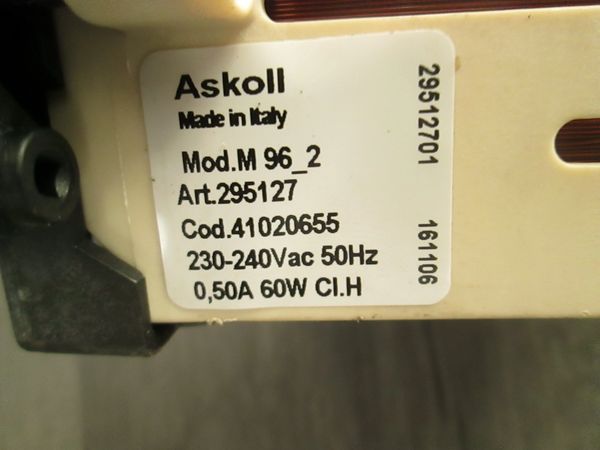 Askoll
Made in Italy
Mod.M 96_2
Art.295127
Cod.41020655
230-240Vac 50Hz
0,50A 60W Cl.H
29512701 161106